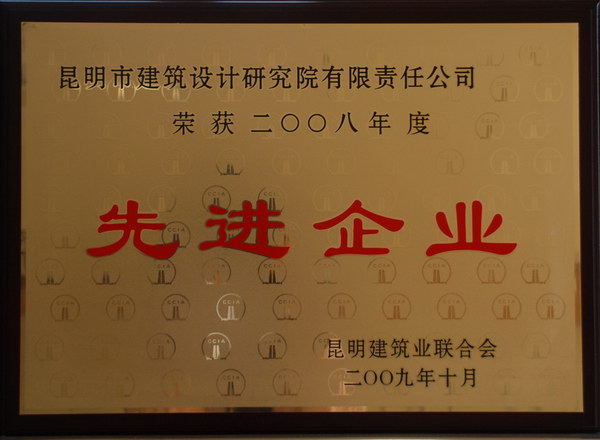 昆明市建筑设计研究院有限责任公司
荣获二〇〇八年度
先进企业
昆明建筑业联合会
二〇〇九年十月